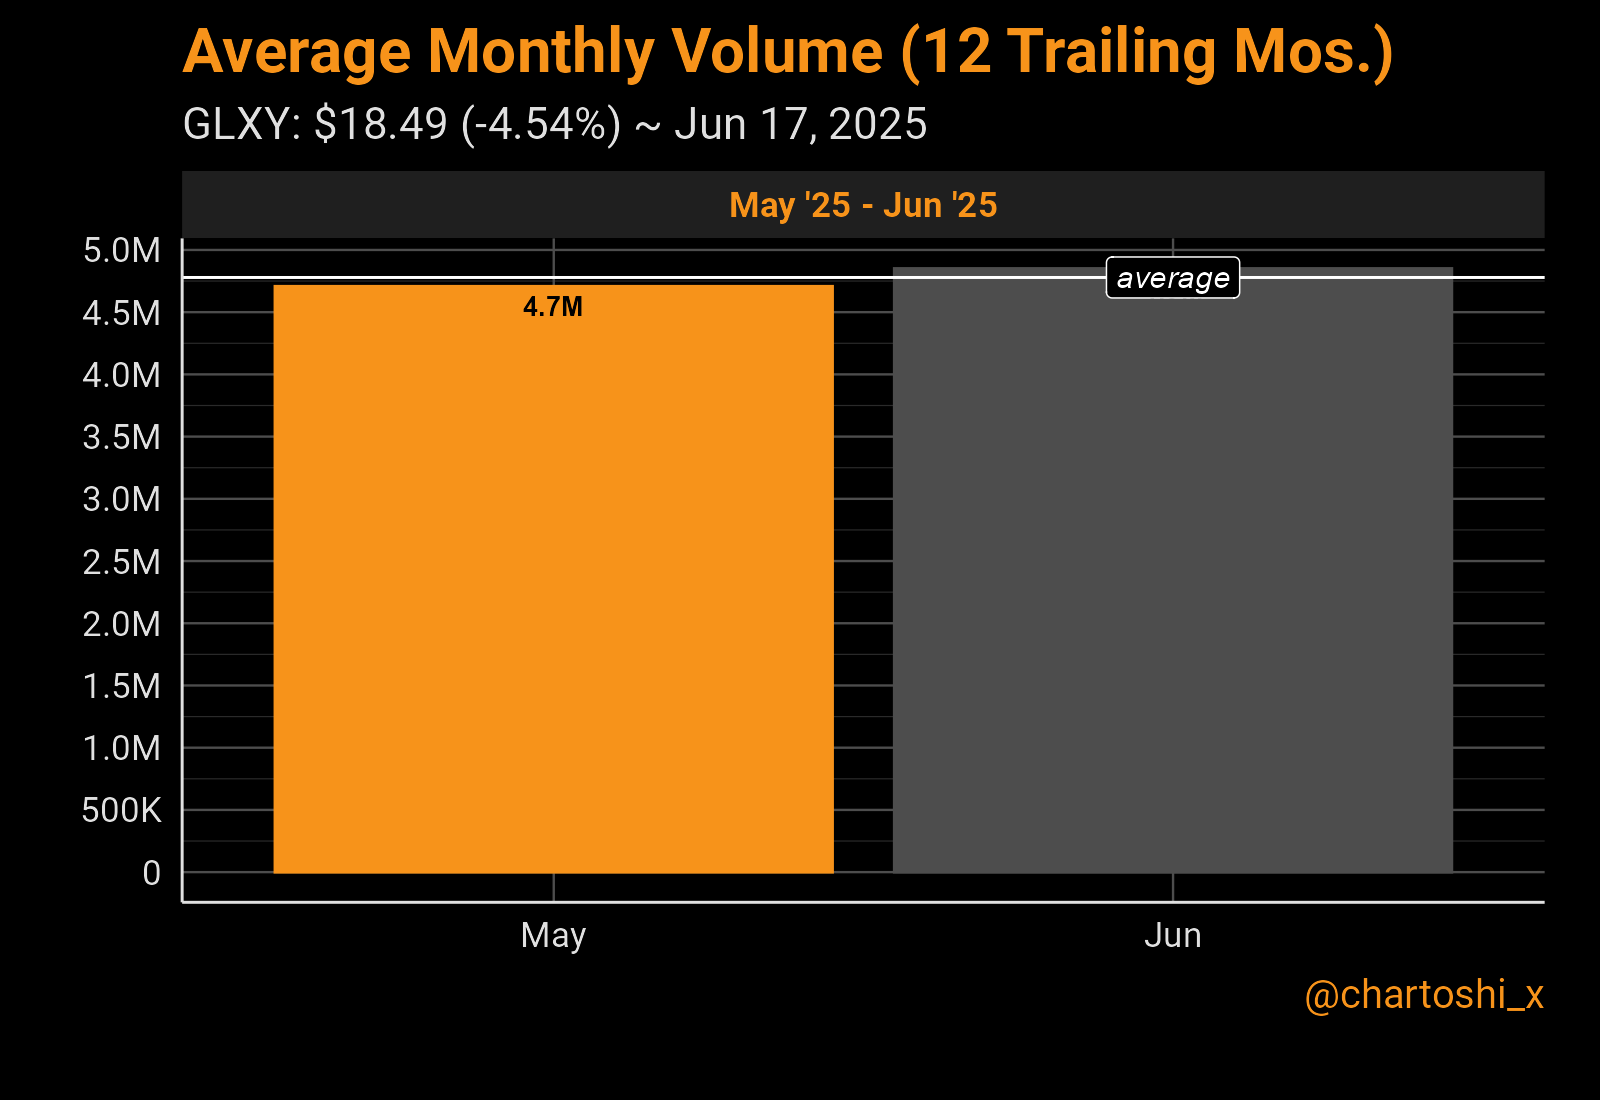 Average Monthly Volume (12 Trailing Mos.)
GLXY: $18.49 (-4.54%) ~ Jun 17, 2025
May '25 - Jun '25
5.0M
average
4.7M
4.5M
4.0M
3.5M
3.0M
2.5M
2.0M
1.5M
1.0M
500K
0
May Jun
@chartoshi_x